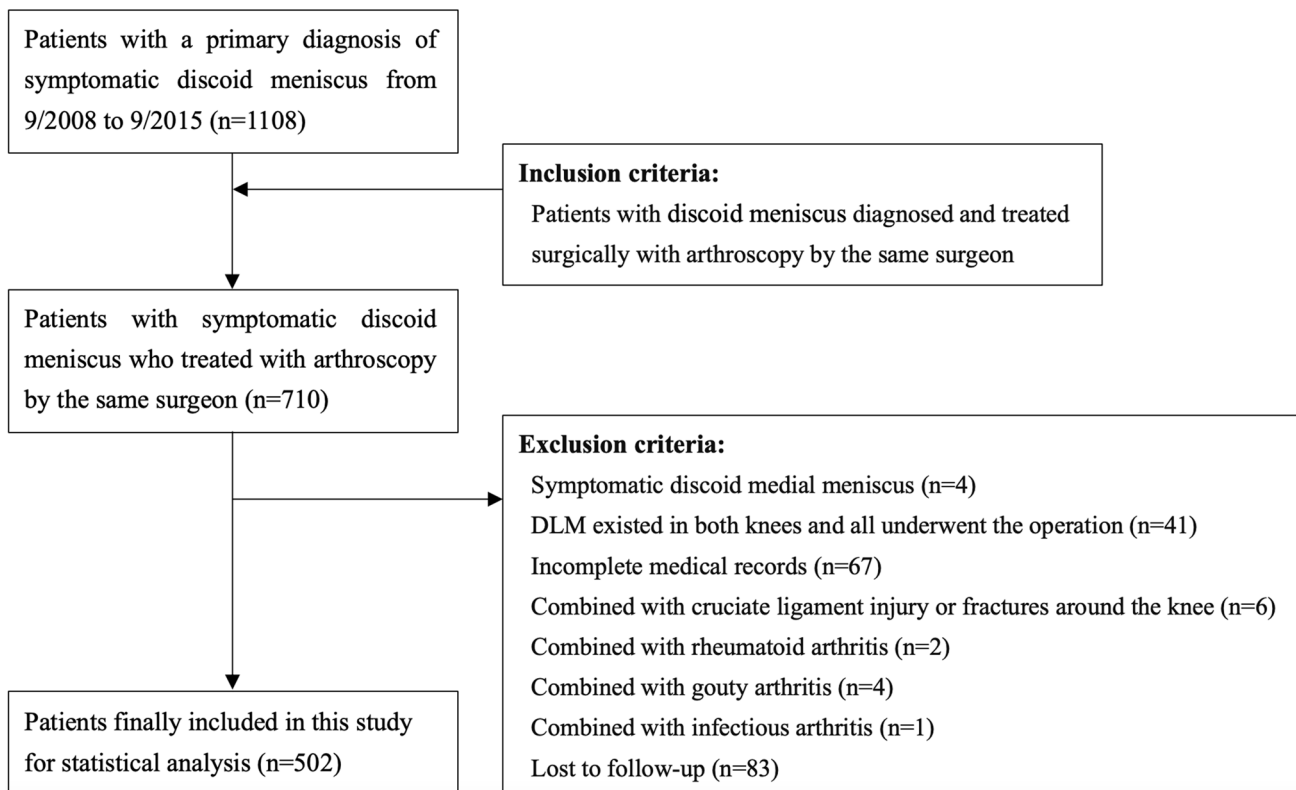 Patients with a primary diagnosis of
symptomatic discoid meniscus from
9/2008 to 9/2015 (n=1108)
Inclusion criteria:
Patients with discoid meniscus diagnosed and treated
surgically with arthroscopy by the same surgeon
Patients with symptomatic discoid
meniscus who treated with arthroscopy
by the same surgeon (n=710)
Exclusion criteria:
Symptomatic discoid medial meniscus (n=4)
DLM existed in both knees and all underwent the operation (n=41)
Incomplete medical records (n=67)
Combined with cruciate ligament injury or fractures around the knee (n=6)
Combined with rheumatoid arthritis (n=2)
Combined with gouty arthritis (n=4)
Combined with infectious arthritis (n=1)
Lost to follow-up (n=83)
Patients finally included in this study
for statistical analysis (n=502)